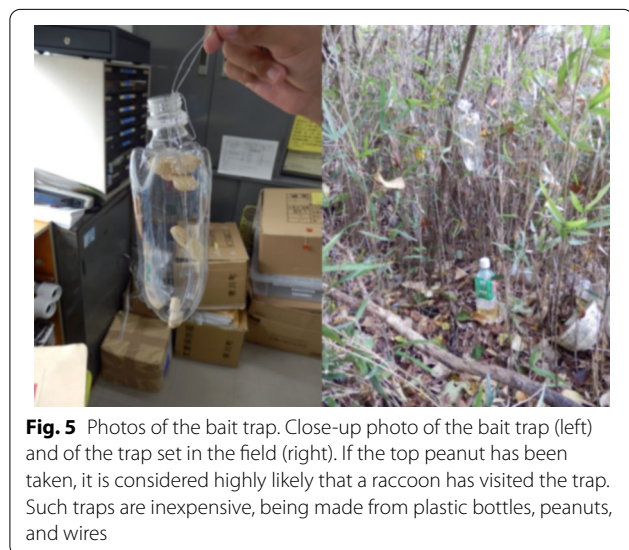 Fig. 5 Photos of the bait trap. Close-up photo of the bait trap (left)
and of the trap set in the field (right). If the top peanut has been
taken, it is considered highly likely that a raccoon has visited the trap.
Such traps are inexpensive, being made from plastic bottles, peanuts,
and wires